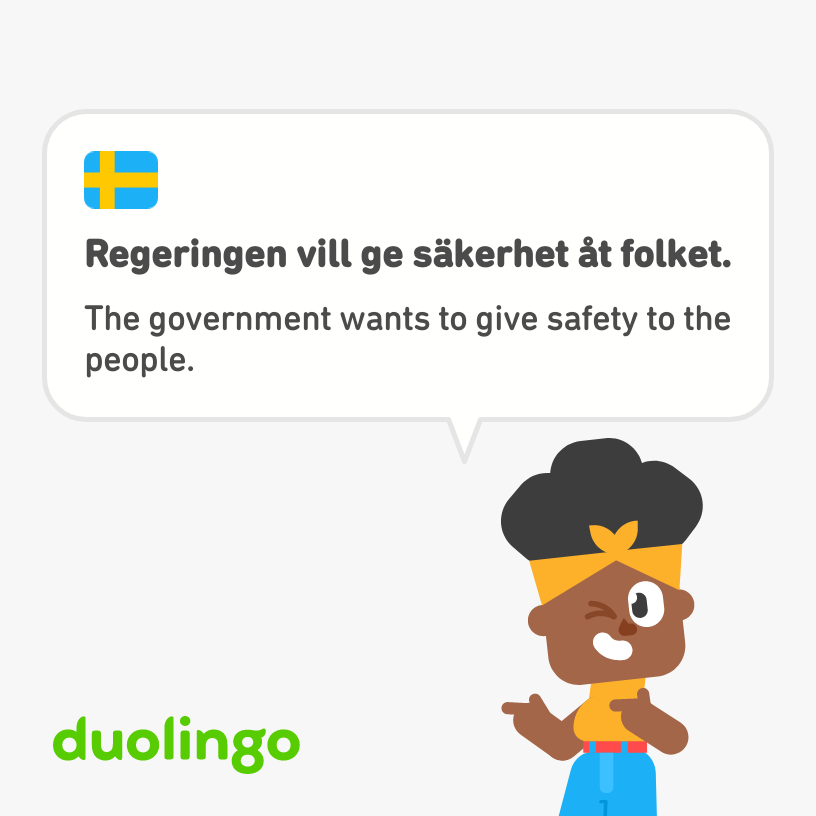 Regeringen vill ge säkerhet åt folket.
The government wants to give safety to the
people.
duolingo